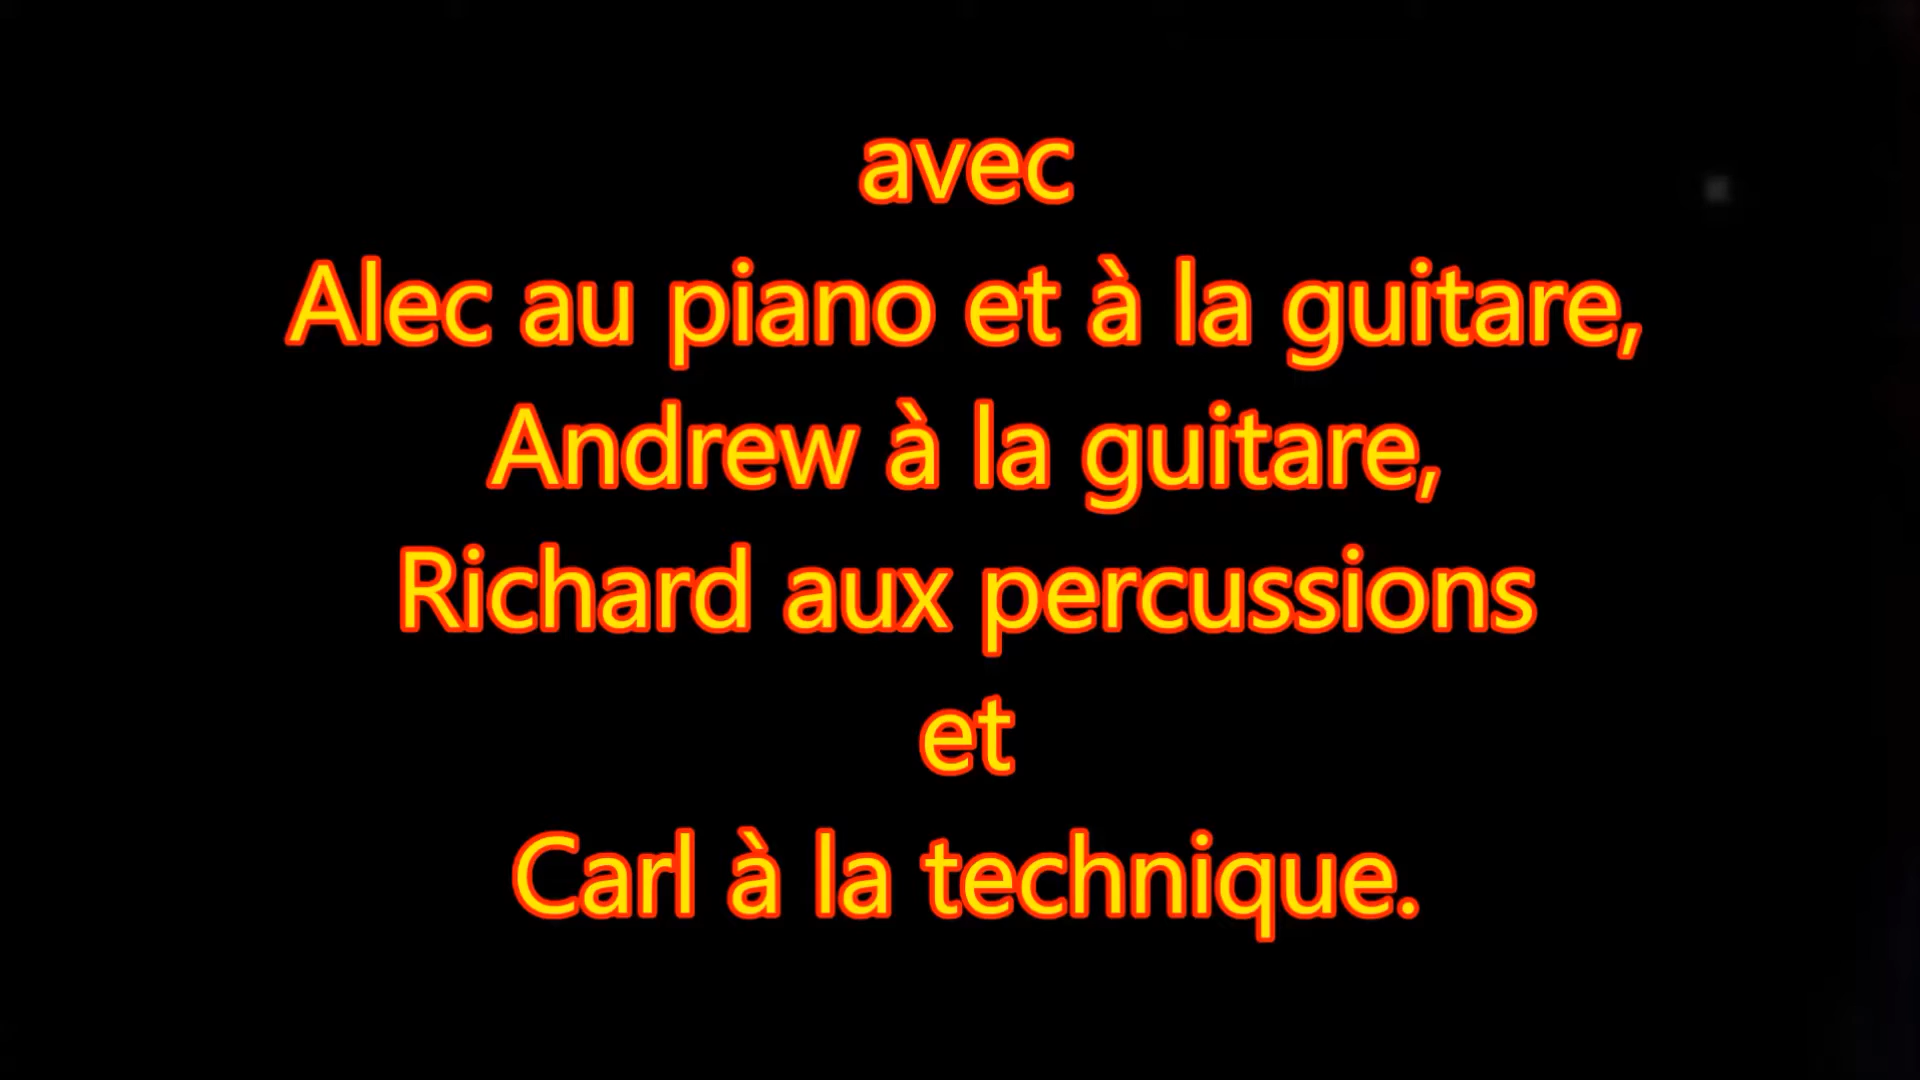 avec
Alec au piano et à la guitare,
Andrew à la guitare,
Richard aux percussions
et
Carl à la technique.